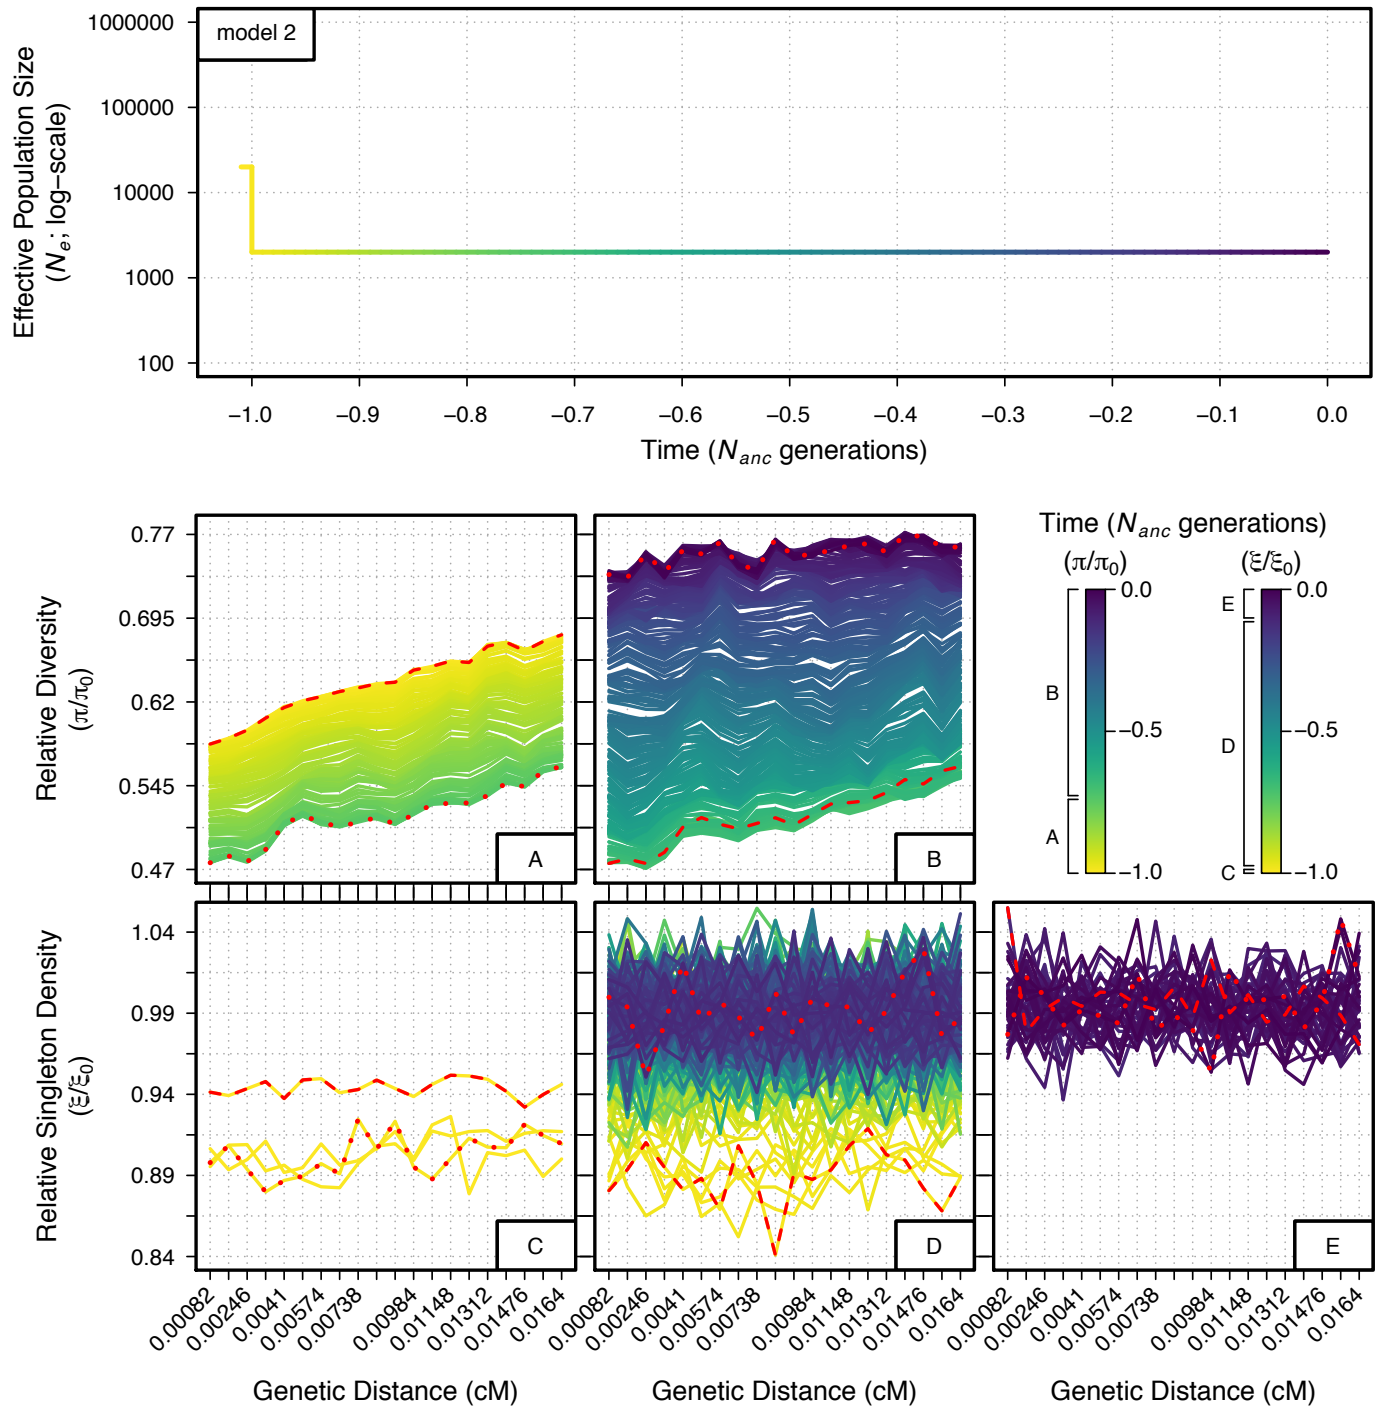 model 2
Effective Population Size
(Ne; log−scale)
1000000
100000
10000
1000
100
−1.0 −0.9 −0.8 −0.7 −0.6 −0.5 −0.4 −0.3 −0.2 −0.1 0.0
Time (Nanc generations)
Relative Diversity
(π/π0)
0.77
0.695
0.62
0.545
0.47
A
B
Time (Nanc generations)
(π/π0) (ξ/ξ0)
0.0
−0.5
−1.0
B
A
0.0
−0.5
−1.0
E
D
C
Relative Singleton Density
(ξ/ξ0)
1.04
0.99
0.94
0.89
0.84
C
D
E
0.00082 0.00246 0.0041 0.00574 0.00738 0.00984 0.01148 0.01312 0.01476 0.0164
0.00082 0.00246 0.0041 0.00574 0.00738 0.00984 0.01148 0.01312 0.01476 0.0164
0.00082 0.00246 0.0041 0.00574 0.00738 0.00984 0.01148 0.01312 0.01476 0.0164
Genetic Distance (cM)
Genetic Distance (cM)
Genetic Distance (cM)